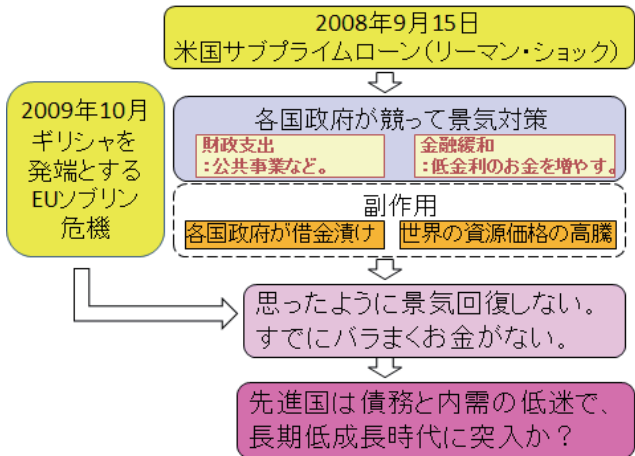 2008年9月15日
米国サブプライムローン(リーマン・ショック)
2009年10月
ギリシャを
発端とする
EUソブリン
危機
各国政府が競って景気対策
財政支出
:公共事業など。
金融緩和
:低金利のお金を増やす。
副作用
各国政府が借金漬け
世界の資源価格の高騰
思ったように景気回復しない。
すでにバラまくお金がない。
先進国は債務と内需の低迷で、
長期低成長時代に突入か?